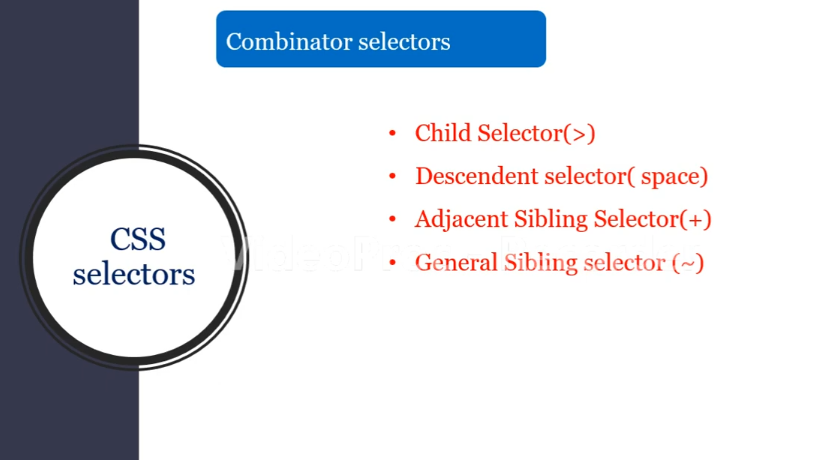 Combinator selectors
• Child Selector(>)
• Descendent selector( space)
• Adjacent Sibling Selector(+)
• General Sibling selector (~)
CSS
selectors